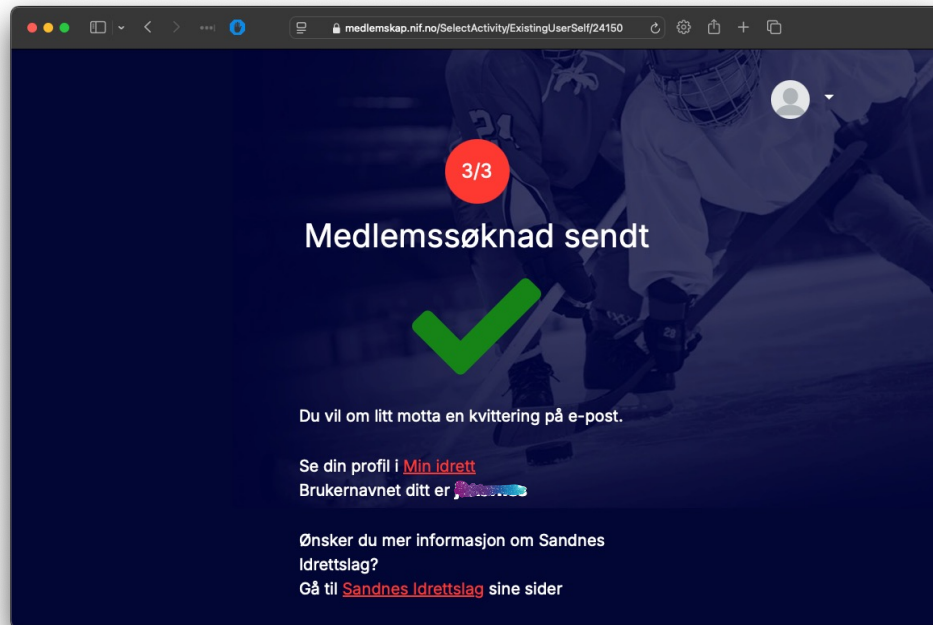 medlemskap.nif.no/SelectActivity/ExistingUserSelf/24150
21
3/3
Medlemssøknad sendt
Du vil om litt motta en kvittering på e-post.
Se din profil i Min idrett
Brukernavnet ditt er
Ønsker du mer informasjon om Sandnes
Idrettslag?
Gå til Sandnes Idrettslag sine sider